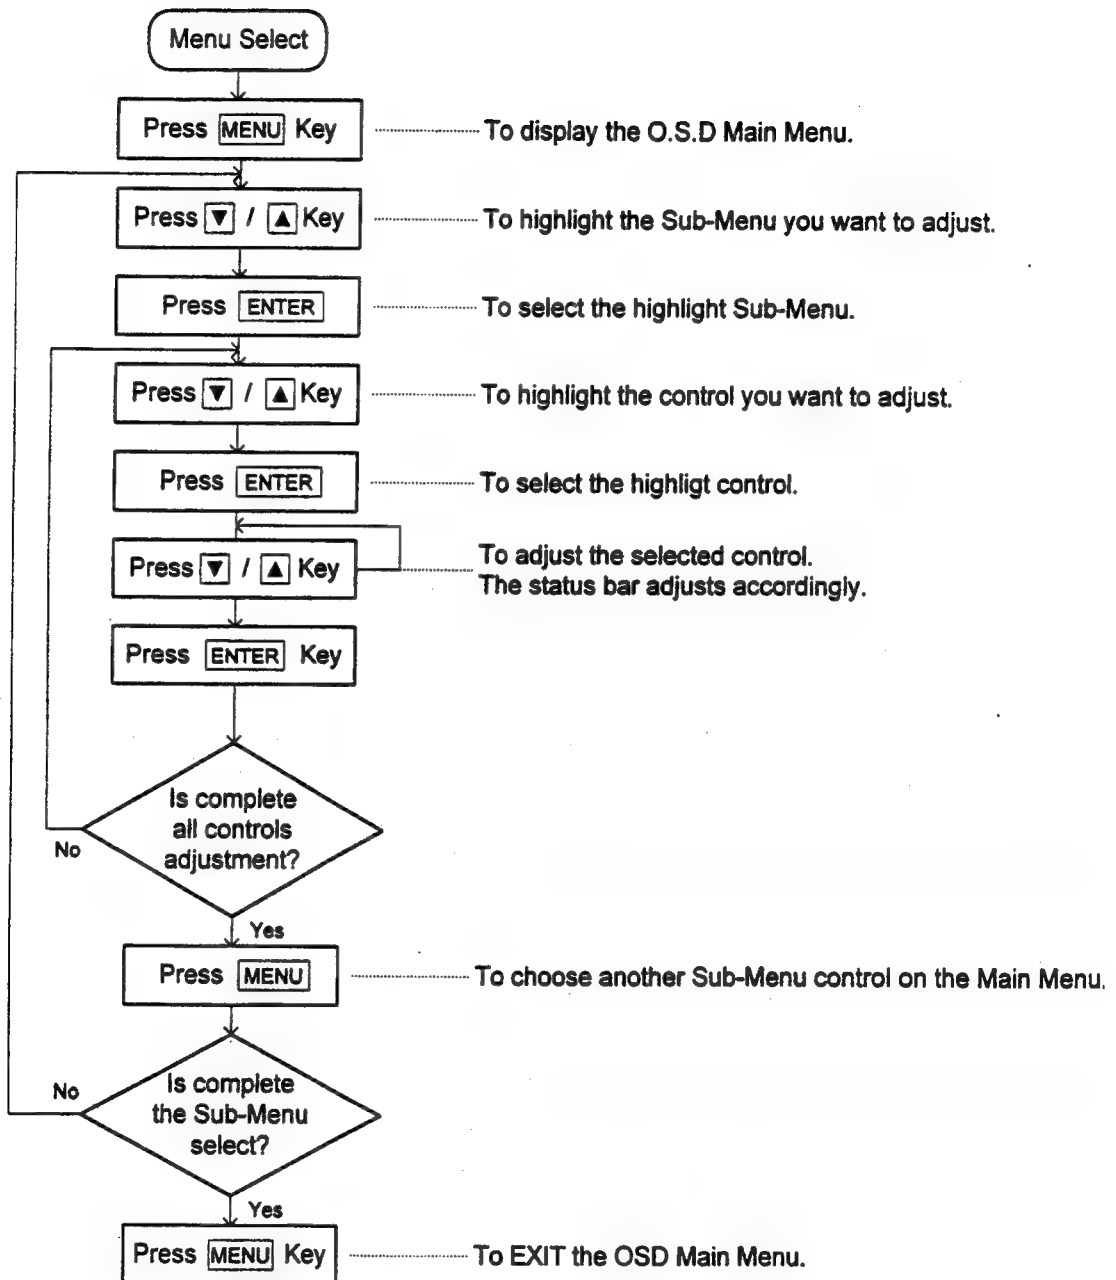 Menu Select
Press MENU Key
To display the O.S.D Main Menu.
Press ▼ / ▲ Key
To highlight the Sub-Menu you want to adjust.
Press ENTER
To select the highlight Sub-Menu.
Press ▼ / ▲ Key
To highlight the control you want to adjust.
Press ENTER
To select the highligt control.
Press ▼ / ▲ Key
To adjust the selected control.
The status bar adjusts accordingly.
Press ENTER Key
Is complete
all controls
adjustment?
No
Yes
Press MENU
To choose another Sub-Menu control on the Main Menu.
No
Is complete
the Sub-Menu
select?
Yes
Press MENU Key
To EXIT the OSD Main Menu.